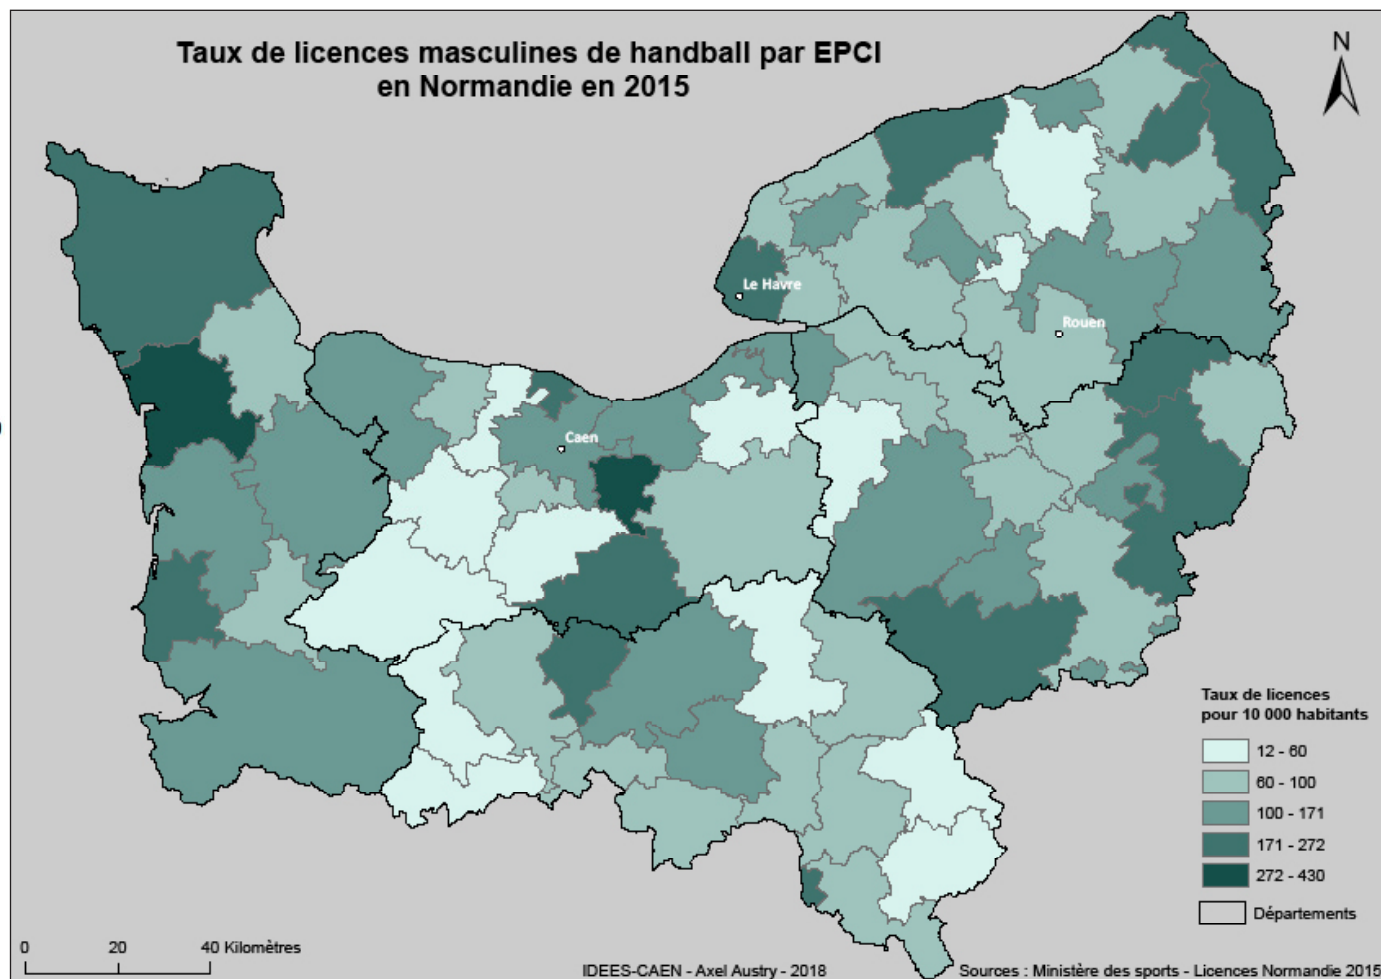 Taux de licences masculines de handball par EPCI
en Normandie en 2015
N
Le Havre
Rouen
Caen
Taux de licences
pour 10 000 habitants
12 - 60
60 - 100
100 - 171
171 - 272
272 - 430
Départements
0 20 40 Kilomètres
IDEES-CAEN - Axel Austry - 2018
Sources : Ministère des sports - Licences Normandie 2015